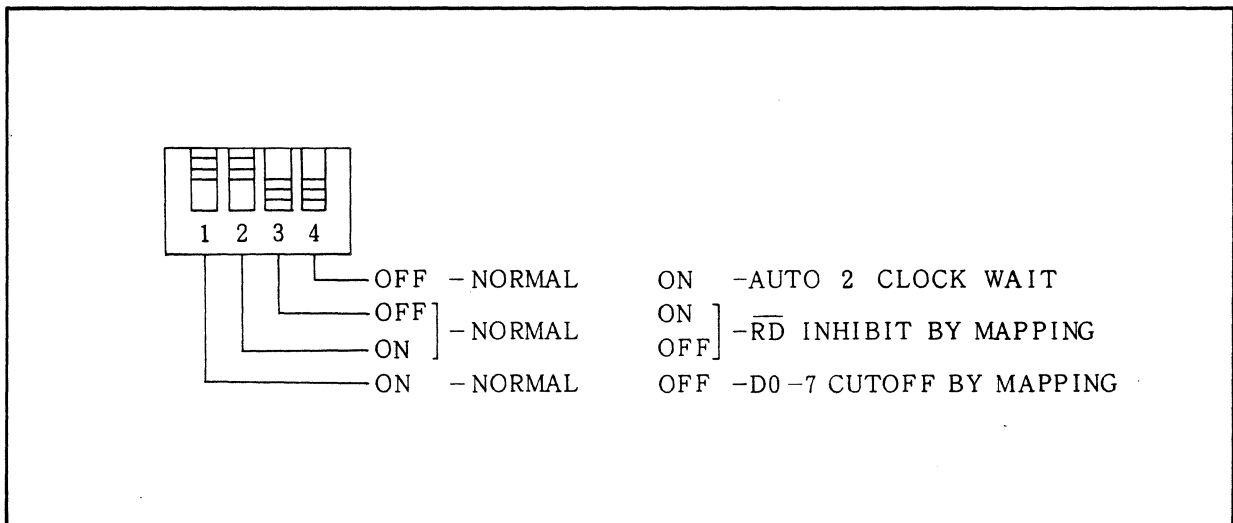 1 2 3 4
OFF – NORMAL ON –AUTO 2 CLOCK WAIT
OFF ON
– NORMAL –R̅D̅ INHIBIT BY MAPPING
ON OFF
ON – NORMAL OFF –D0–7 CUTOFF BY MAPPING